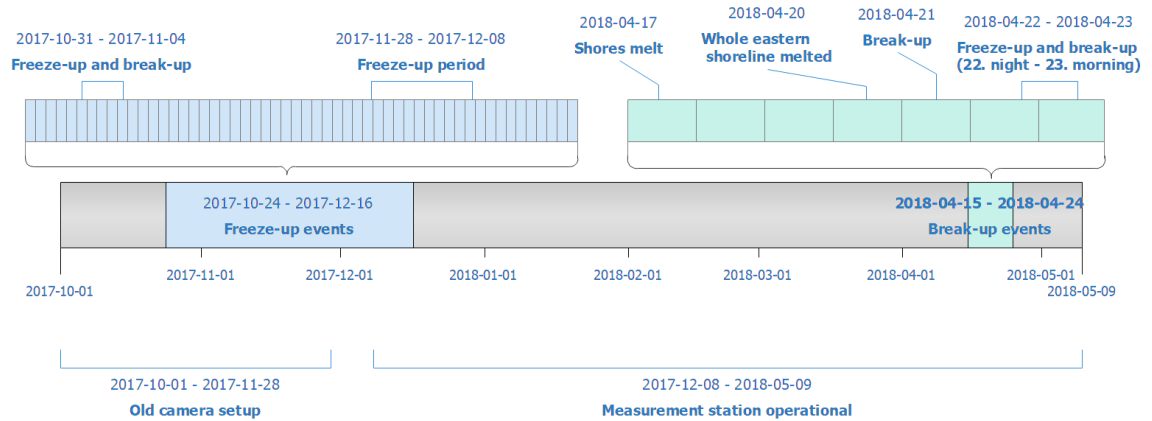 2017-10-31 - 2017-11-04
Freeze-up and break-up
2017-11-28 - 2017-12-08
Freeze-up period
2018-04-17
Shores melt
2018-04-20
Whole eastern
shoreline melted
2018-04-21
Break-up
2018-04-22 - 2018-04-23
Freeze-up and break-up
(22. night - 23. morning)
2017-10-24 - 2017-12-16
Freeze-up events
2018-04-15 - 2018-04-24
Break-up events
2017-10-01
2017-11-01
2017-12-01
2018-01-01
2018-02-01
2018-03-01
2018-04-01
2018-05-01
2018-05-09
2017-10-01 - 2017-11-28
Old camera setup
2017-12-08 - 2018-05-09
Measurement station operational